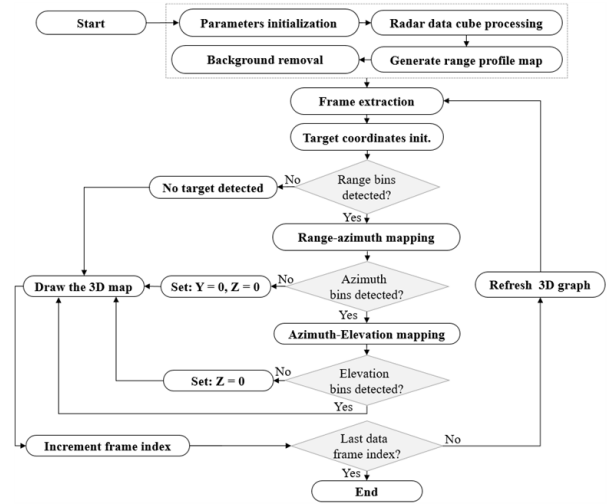 Start
Parameters initialization
Radar data cube processing
Background removal
Generate range profile map
Frame extraction
Target coordinates init.
No target detected
No
Range bins
detected?
Yes
Range-azimuth mapping
Draw the 3D map
Set: Y = 0, Z = 0
No
Azimuth
bins detected?
Refresh 3D graph
Yes
Azimuth-Elevation mapping
Set: Z = 0
No
Elevation
bins detected?
Yes
Increment frame index
Last data
frame index?
No
Yes
End